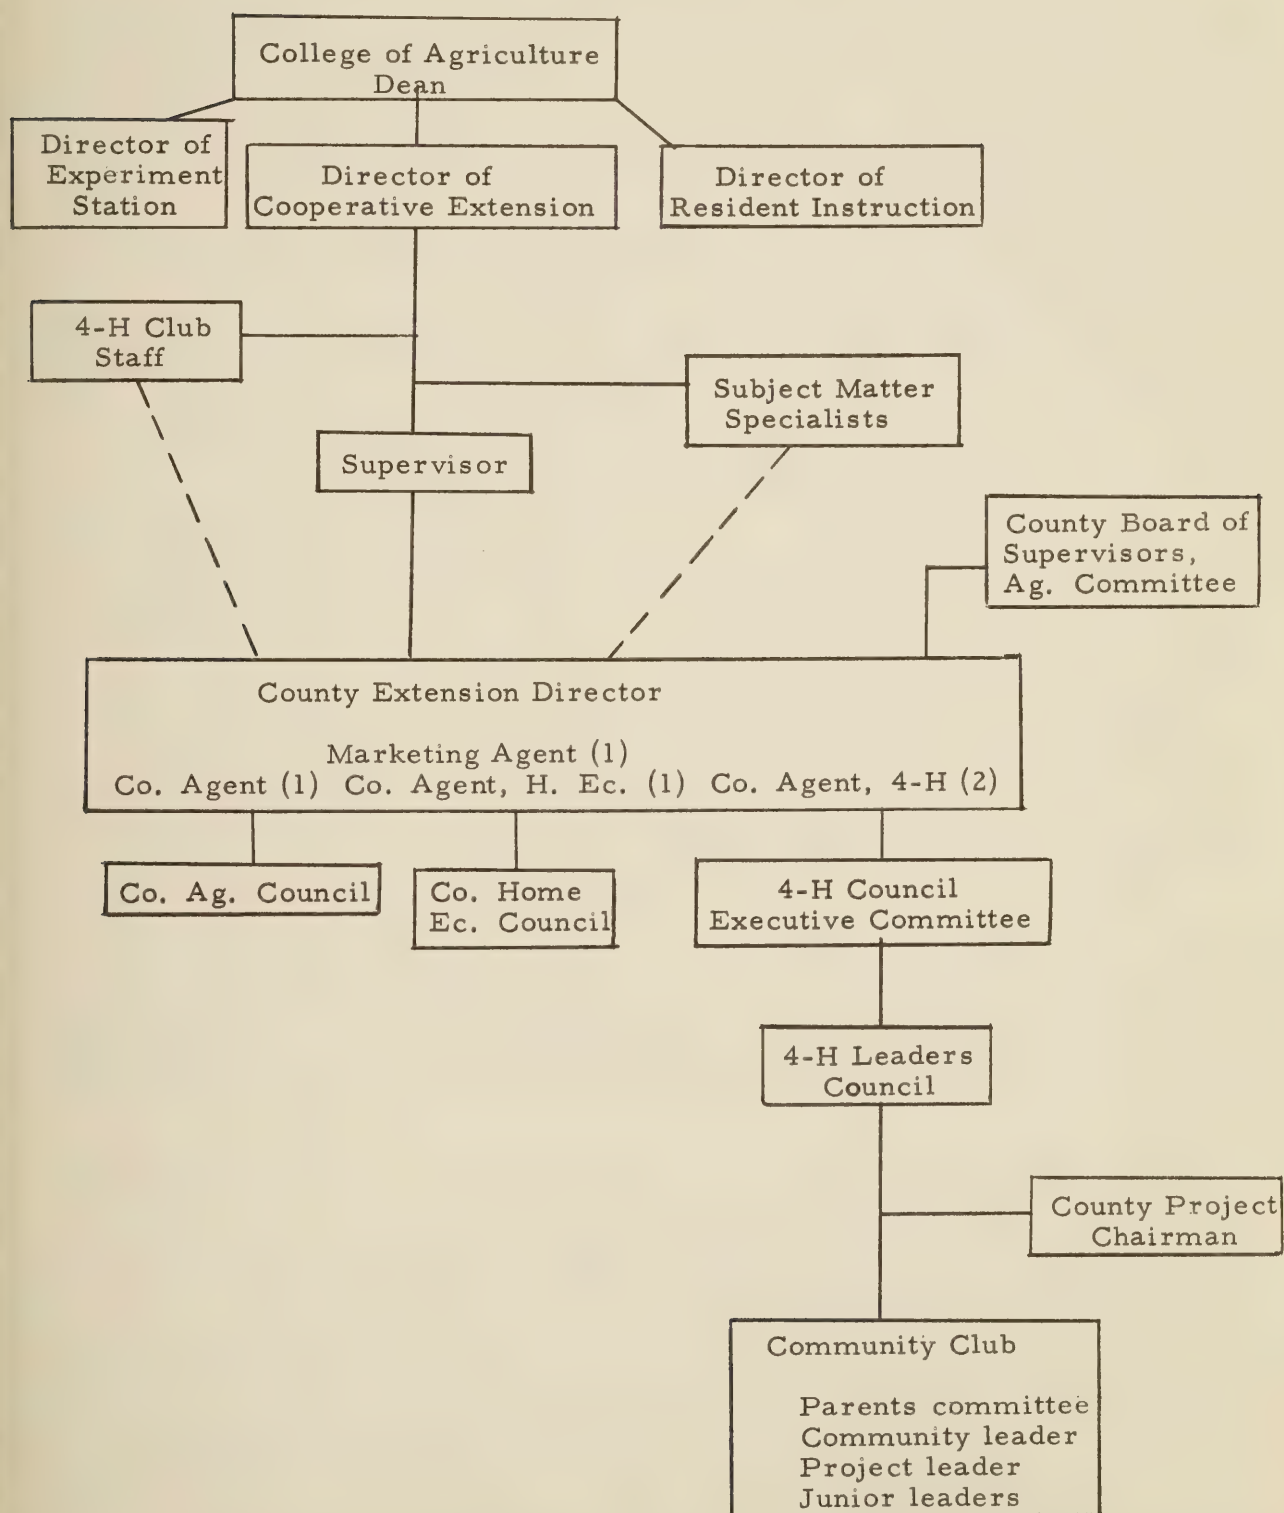 College of Agriculture
Dean
Director of
Experiment
Station
Director of
Cooperative Extension
Director of
Resident Instruction
4-H Club
Staff
Subject Matter
Specialists
Supervisor
County Board of
Supervisors,
Ag. Committee
County Extension Director
Marketing Agent (1)
Co. Agent (1) Co. Agent, H. Ec. (1) Co. Agent, 4-H (2)
Co. Ag. Council
Co. Home
Ec. Council
4-H Council
Executive Committee
4-H Leaders
Council
County Project
Chairman
Community Club
Parents committee
Community leader
Project leader
Junior leaders